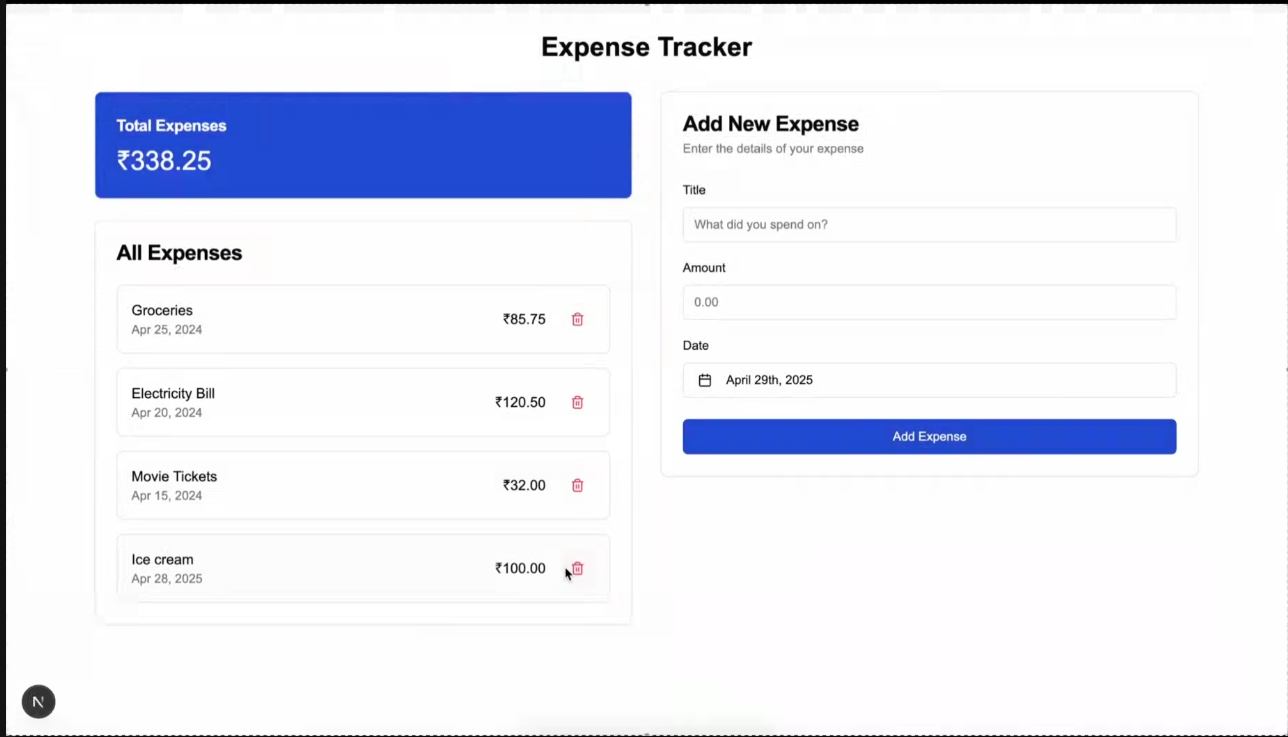 Expense Tracker
Total Expenses
₹338.25
All Expenses
Groceries
Apr 25, 2024
₹85.75
Electricity Bill
Apr 20, 2024
₹120.50
Movie Tickets
Apr 15, 2024
₹32.00
Ice cream
Apr 28, 2025
₹100.00
Add New Expense
Enter the details of your expense
Title
What did you spend on?
Amount
0.00
Date
April 29th, 2025
Add Expense
N